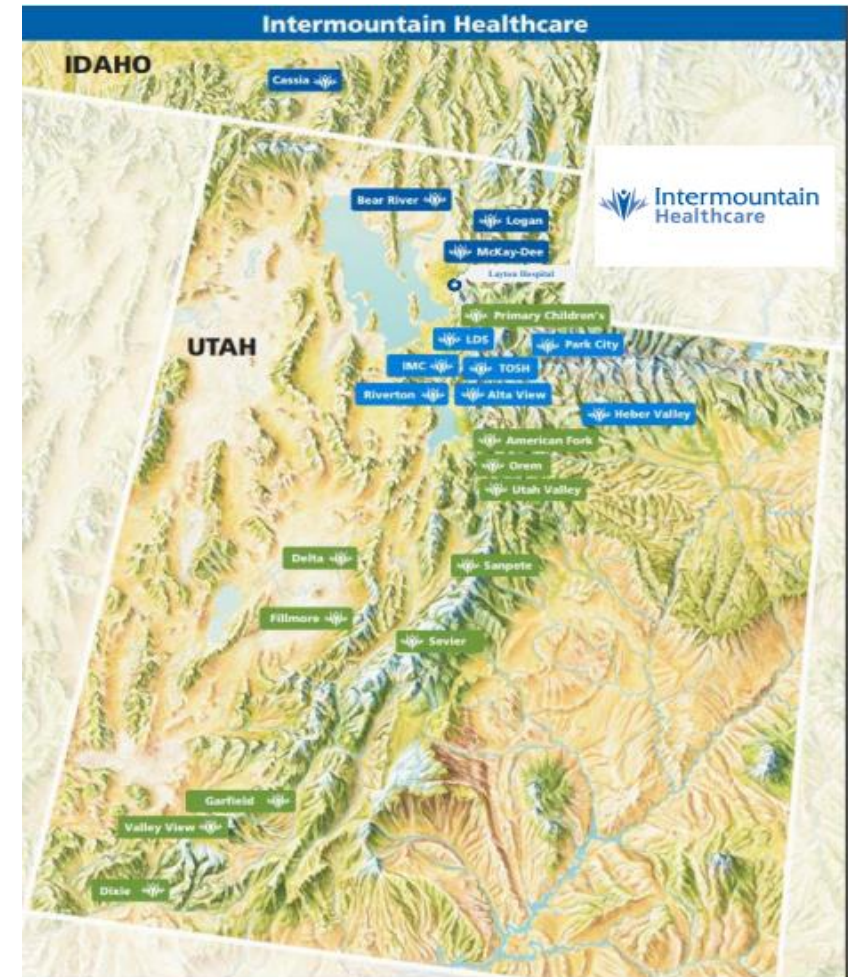 Intermountain Healthcare
IDAHO
Cassia
Intermountain
Healthcare
Bear River
Logan
McKay-Dee
Layton Hospital
Primary Children's
UTAH
LDS
Park City
IMC
TOSH
Riverton
Alta View
Heber Valley
American Fork
Orem
Utah Valley
Delta
Sanpete
Fillmore
Sevier
Garfield
Valley View
Dixie